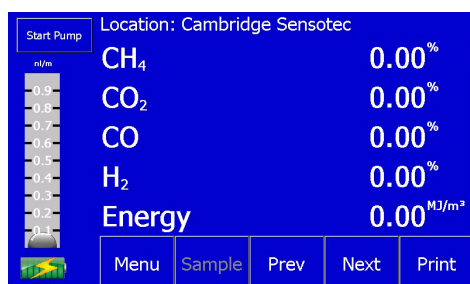 Start Pump
Location: Cambridge Sensotec
nl/m
CH₄ 0.00%
0.9
CO₂ 0.00%
0.8
0.7
CO 0.00%
0.6
0.5
H₂ 0.00%
0.4
0.3
Energy 0.00 MJ/m³
0.2
0.1
Menu Sample Prev Next Print